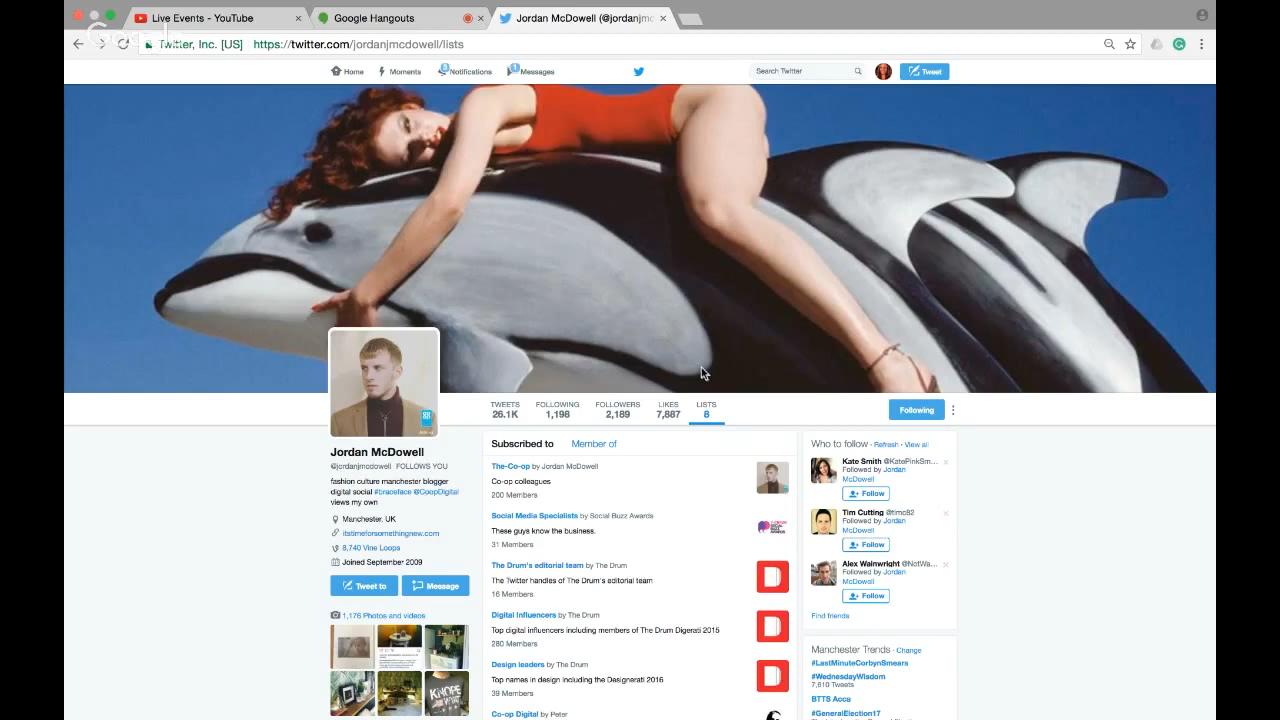 Live Events - YouTube
Google Hangouts
Jordan McDowell (@jordanjmc
Google
Twitter, Inc. [US] https://twitter.com/jordanjmcdowell/lists
Home Moments Notifications Messages
Search Twitter
Tweet
TWEETS FOLLOWING FOLLOWERS LIKES LISTS
26.1K 1,198 2,189 7,887 8
Following
Jordan McDowell
@jordanjmcdowell FOLLOWS YOU
fashion culture manchester blogger
digital social #braceface @CoopDigital
views my own
Manchester, UK
itstimeforsomethingnew.com
8,740 Vine Loops
Joined September 2009
Tweet to
Message
1,176 Photos and videos
KNOPE
Subscribed to Member of
The-Co-op by Jordan McDowell
Co-op colleagues
200 Members
Social Media Specialists by Social Buzz Awards
These guys know the business.
31 Members
The Drum's editorial team by The Drum
The Twitter handles of The Drum's editorial team
16 Members
Digital Influencers by The Drum
Top digital influencers including members of The Drum Digerati 2015
280 Members
Design leaders by The Drum
Top names in design including the Designerati 2016
39 Members
Co-op Digital by Peter
Who to follow · Refresh · View all
Kate Smith @KatePinkSm...
Followed by Jordan
McDowell
Follow
Tim Cutting @timc82
Followed by Jordan
McDowell
Follow
Alex Wainwright @NotWa...
Followed by Jordan
McDowell
Follow
Find friends
Manchester Trends · Change
#LastMinuteCorbynSmears
#WednesdayWisdom
7,610 Tweets
BTTS Acca
#GeneralElection17